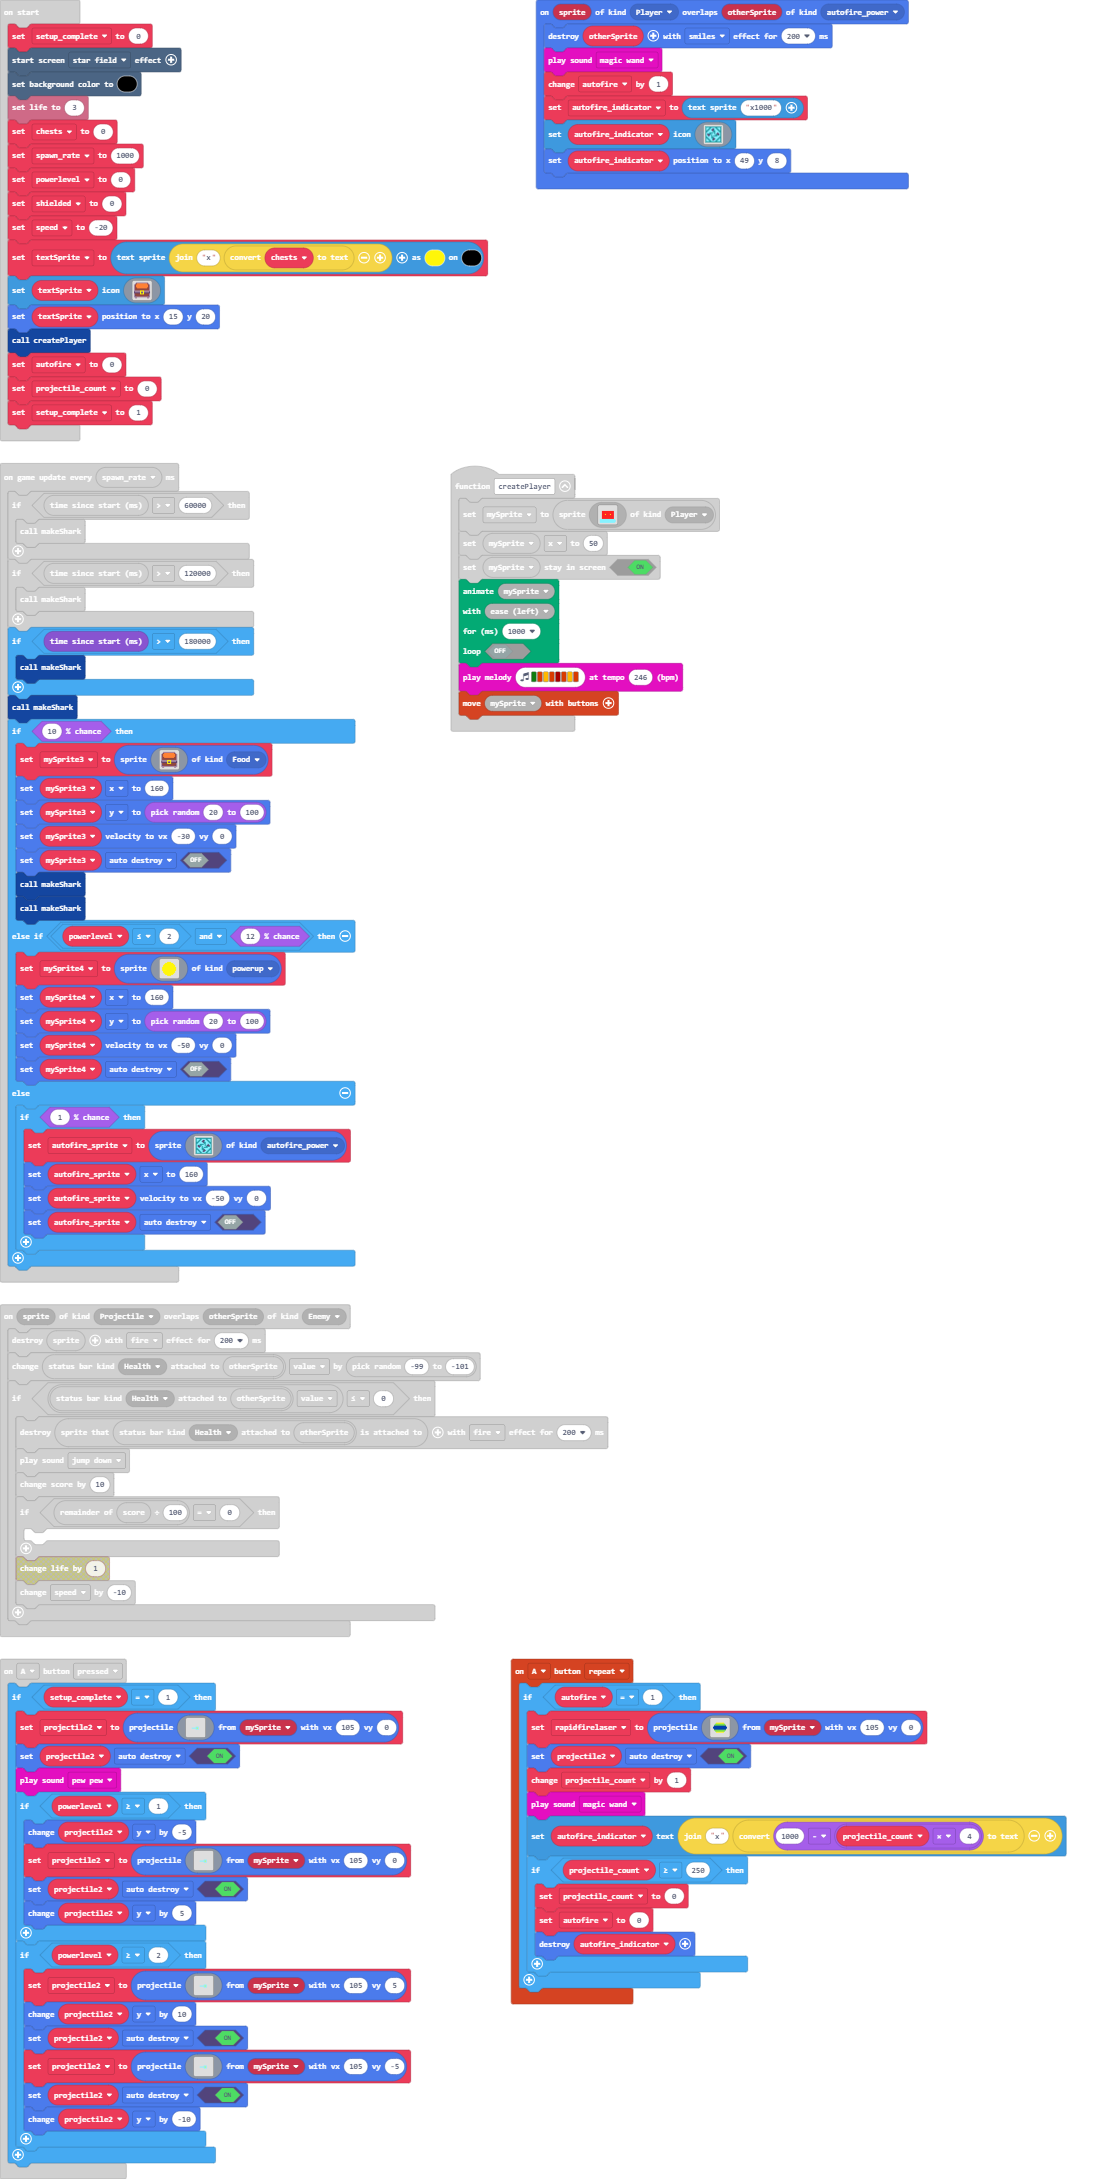 on start
set setup_complete to 0
start screen star field effect
set background color to
set life to 3
set chests to 0
set spawn_rate to 1000
set powerlevel to 0
set shielded to 0
set speed to -20
set textSprite to text sprite join "x" convert chests to text as on
set textSprite icon
set textSprite position to x 15 y 20
call createPlayer
set autofire to 0
set projectile_count to 0
set setup_complete to 1
on sprite of kind Player overlaps otherSprite of kind autofire_power
destroy otherSprite with smiles effect for 200 ms
play sound magic wand
change autofire by 1
set autofire_indicator to text sprite "x1000"
set autofire_indicator icon
set autofire_indicator position to x 49 y 8
on game update every spawn_rate ms
if time since start (ms) > 60000 then
call makeShark
if time since start (ms) > 120000 then
call makeShark
if time since start (ms) > 180000 then
call makeShark
call makeShark
if 10 % chance then
set mySprite3 to sprite of kind Food
set mySprite3 x to 160
set mySprite3 y to pick random 20 to 100
set mySprite3 velocity to vx -30 vy 0
set mySprite3 auto destroy OFF
call makeShark
call makeShark
else if powerlevel ≤ 2 and 12 % chance then
set mySprite4 to sprite of kind powerup
set mySprite4 x to 160
set mySprite4 y to pick random 20 to 100
set mySprite4 velocity to vx -50 vy 0
set mySprite4 auto destroy OFF
else
if 1 % chance then
set autofire_sprite to sprite of kind autofire_power
set autofire_sprite x to 160
set autofire_sprite velocity to vx -50 vy 0
set autofire_sprite auto destroy OFF
function createPlayer
set mySprite to sprite of kind Player
set mySprite x to 50
set mySprite stay in screen ON
animate mySprite
with ease (left)
for (ms) 1000
loop OFF
play melody at tempo 246 (bpm)
move mySprite with buttons
on sprite of kind Projectile overlaps otherSprite of kind Enemy
destroy sprite with fire effect for 200 ms
change status bar kind Health attached to otherSprite value by pick random -99 to -101
if status bar kind Health attached to otherSprite value ≤ 0 then
destroy sprite that status bar kind Health attached to otherSprite is attached to with fire effect for 200 ms
play sound jump down
change score by 10
if remainder of score ÷ 100 = 0 then
change life by 1
change speed by -10
on A button pressed
if setup_complete = 1 then
set projectile2 to projectile from mySprite with vx 105 vy 0
set projectile2 auto destroy ON
play sound pew pew
if powerlevel ≥ 1 then
change projectile2 y by -5
set projectile2 to projectile from mySprite with vx 105 vy 0
set projectile2 auto destroy ON
change projectile2 y by 5
if powerlevel ≥ 2 then
set projectile2 to projectile from mySprite with vx 105 vy 5
change projectile2 y by 10
set projectile2 auto destroy ON
set projectile2 to projectile from mySprite with vx 105 vy -5
set projectile2 auto destroy ON
change projectile2 y by -10
on A button repeat
if autofire = 1 then
set rapidfirelaser to projectile from mySprite with vx 105 vy 0
set projectile2 auto destroy ON
change projectile_count by 1
play sound magic wand
set autofire_indicator text join "x" convert 1000 - projectile_count × 4 to text
if projectile_count ≥ 250 then
set projectile_count to 0
set autofire to 0
destroy autofire_indicator